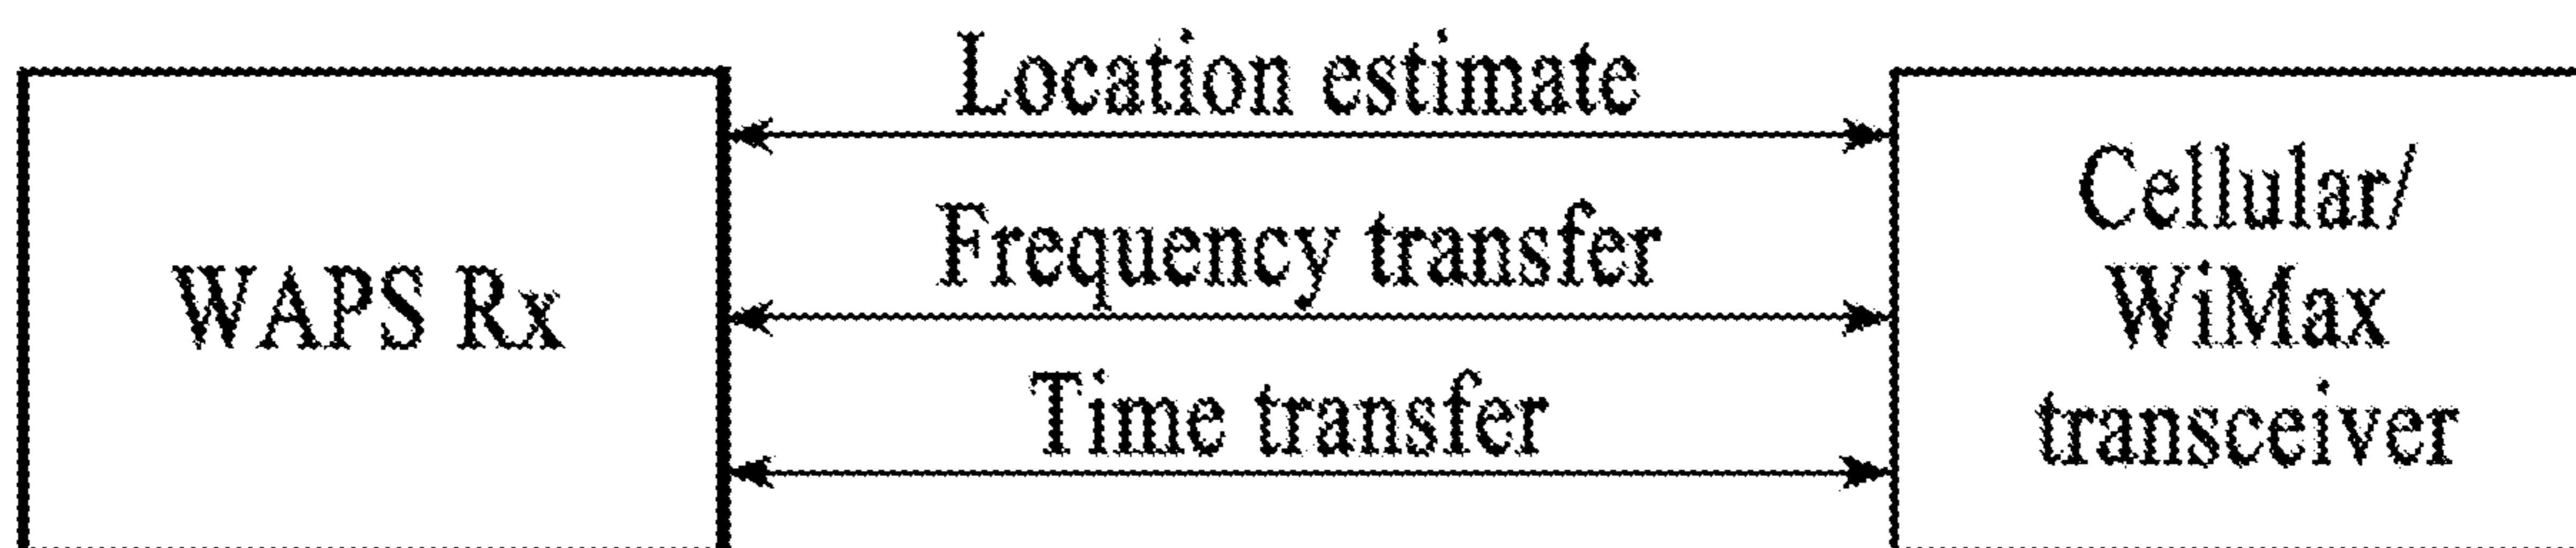 WAPS Rx
Location estimate
Frequency transfer
Time transfer
Cellular/
WiMax
transceiver